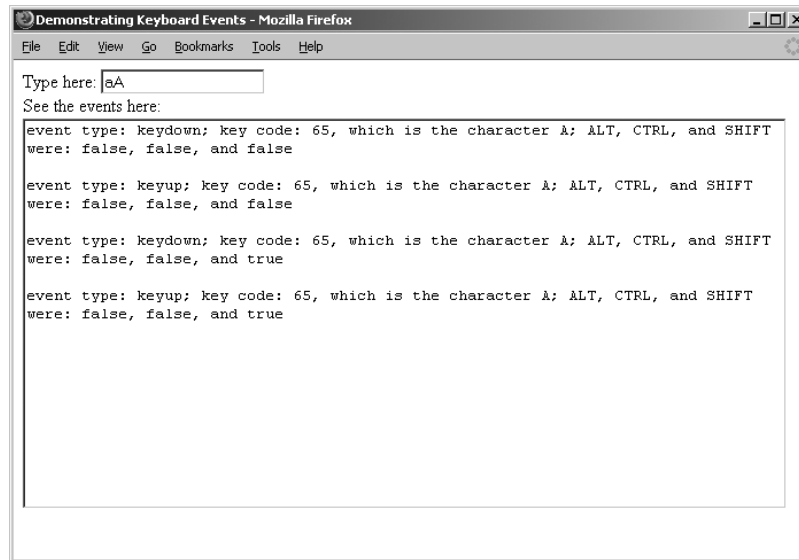 Demonstrating Keyboard Events - Mozilla Firefox
File Edit View Go Bookmarks Tools Help
Type here: aA
See the events here:
event type: keydown; key code: 65, which is the character A; ALT, CTRL, and SHIFT
were: false, false, and false
event type: keyup; key code: 65, which is the character A; ALT, CTRL, and SHIFT
were: false, false, and false
event type: keydown; key code: 65, which is the character A; ALT, CTRL, and SHIFT
were: false, false, and true
event type: keyup; key code: 65, which is the character A; ALT, CTRL, and SHIFT
were: false, false, and true